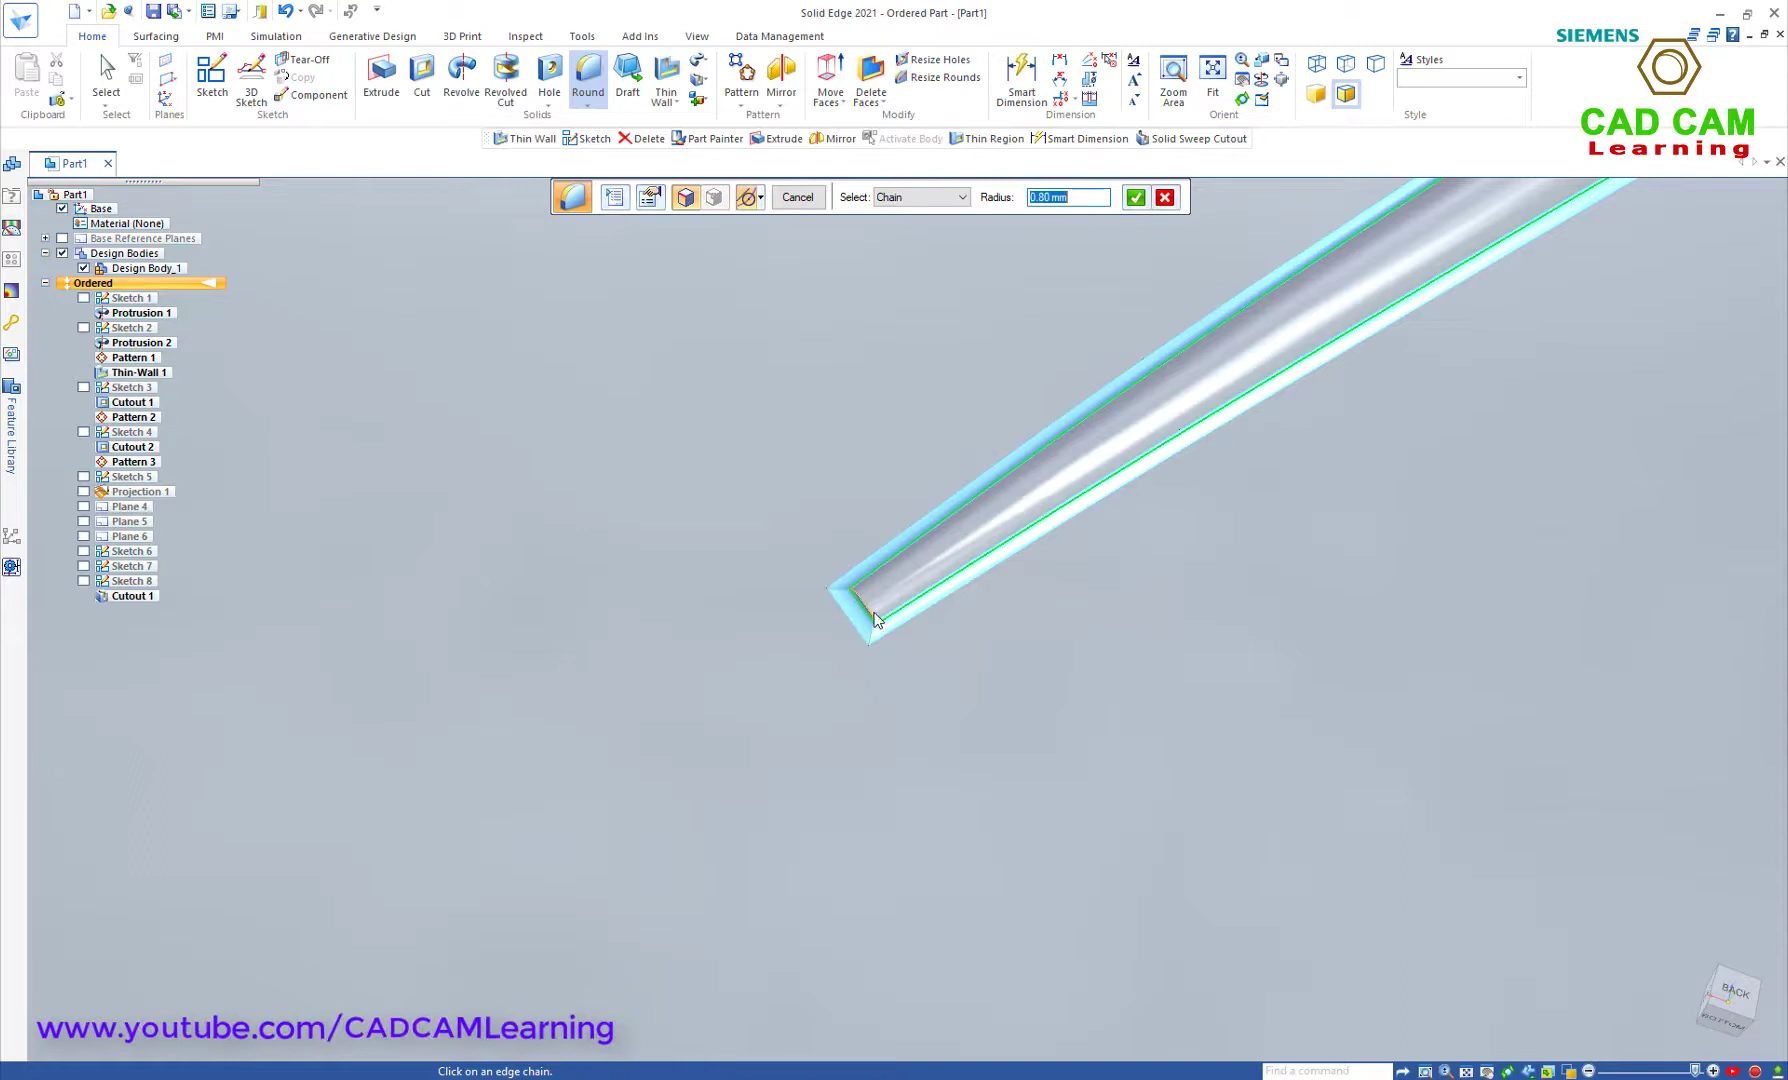 Solid Edge 2021 - Ordered Part - [Part1]
Home
Surfacing
PMI
Simulation
Generative Design
3D Print
Inspect
Tools
Add Ins
View
Data Management
SIEMENS
Paste
Clipboard
Select
Select
Planes
Sketch
3D Sketch
Tear-Off
Copy
Component
Sketch
Extrude
Cut
Revolve
Revolved Cut
Hole
Round
Draft
Thin Wall
Solids
Pattern
Mirror
Pattern
Move Faces
Delete Faces
Resize Holes
Resize Rounds
Modify
Smart Dimension
Dimension
Zoom Area
Fit
Orient
Styles
Style
CAD CAM
Learning
Thin Wall
Sketch
Delete
Part Painter
Extrude
Mirror
Activate Body
Thin Region
Smart Dimension
Solid Sweep Cutout
Part1
Cancel
Select:
Chain
Radius:
0.80 mm
Part1
Base
Material (None)
Base Reference Planes
Design Bodies
Design Body_1
Ordered
Sketch 1
Protrusion 1
Sketch 2
Protrusion 2
Pattern 1
Thin-Wall 1
Sketch 3
Cutout 1
Pattern 2
Sketch 4
Cutout 2
Pattern 3
Sketch 5
Projection 1
Plane 4
Plane 5
Plane 6
Sketch 6
Sketch 7
Sketch 8
Cutout 1
Feature Library
BACK
BOTTOM
www.youtube.com/CADCAMLearning
Click on an edge chain.
Find a command